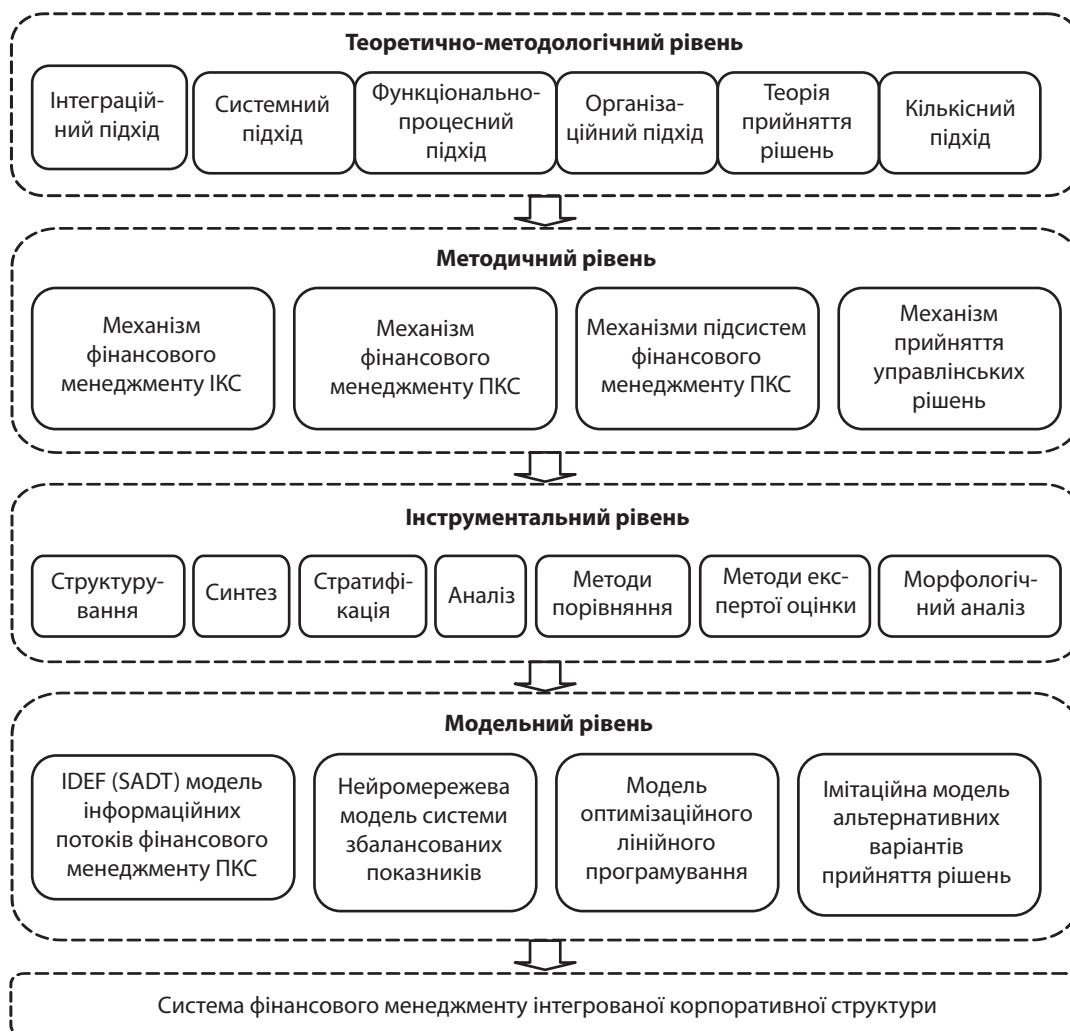 Теоретично-методологічний рівень
Інтеграцій-
ний підхід
Системний
підхід
Функціонально-
процесний
підхід
Організа-
ційний підхід
Теорія
прийняття
рішень
Кількісний
підхід
Методичний рівень
Механізм
фінансового
менеджменту ІКС
Механізм
фінансового
менеджменту ПКС
Механізми підсистем
фінансового
менеджменту ПКС
Механізм
прийняття
управлінських
рішень
Інструментальний рівень
Структуру-
вання
Синтез
Стратифі-
кація
Аналіз
Методи
порівняння
Методи екс-
пертої оцінки
Морфологіч-
ний аналіз
Модельний рівень
IDEF (SADT) модель
інформаційних
потоків фінансового
менеджменту ПКС
Нейромережева
модель системи
збалансованих
показників
Модель
оптимізаційного
лінійного
програмування
Імітаційна модель
альтернативних
варіантів
прийняття рішень
Система фінансового менеджменту інтегрованої корпоративної структури